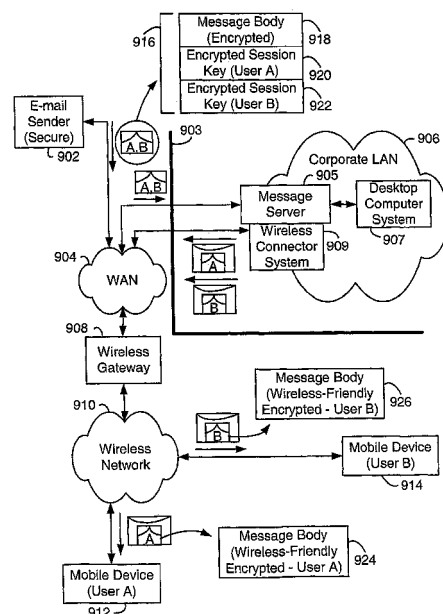 916
Message Body
(Encrypted)
918
Encrypted Session
Key (User A)
920
Encrypted Session
Key (User B)
922
E-mail
Sender
(Secure)
902
A,B
903
A,B
906
Corporate LAN
905
Message
Server
Desktop
Computer
System
907
Wireless
Connector
System
909
A
B
904
WAN
908
Wireless
Gateway
910
Wireless
Network
B
Message Body
(Wireless-Friendly
Encrypted - User B)
926
Mobile Device
(User B)
914
A
Message Body
(Wireless-Friendly
Encrypted - User A)
924
Mobile Device
(User A)
912